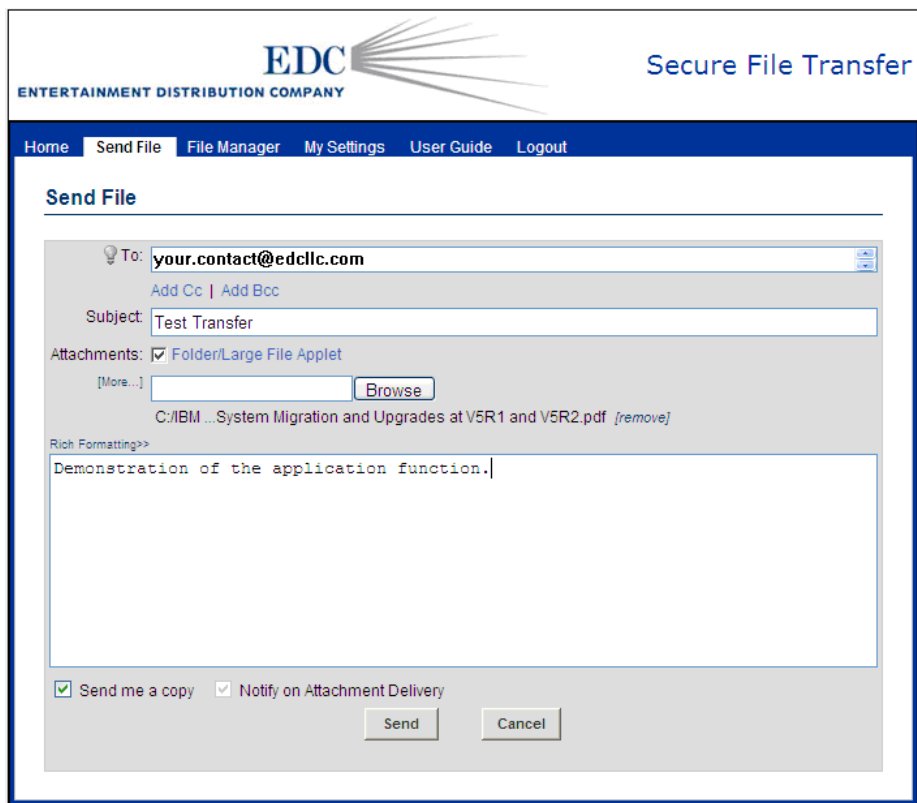 EDC
ENTERTAINMENT DISTRIBUTION COMPANY
Secure File Transfer
Home Send File File Manager My Settings User Guide Logout
Send File
To: your.contact@edcllc.com
Add Cc | Add Bcc
Subject: Test Transfer
Attachments: Folder/Large File Applet
[More...] Browse
C:/IBM ...System Migration and Upgrades at V5R1 and V5R2.pdf [remove]
Rich Formatting>>
Demonstration of the application function.
Send me a copy Notify on Attachment Delivery
Send Cancel